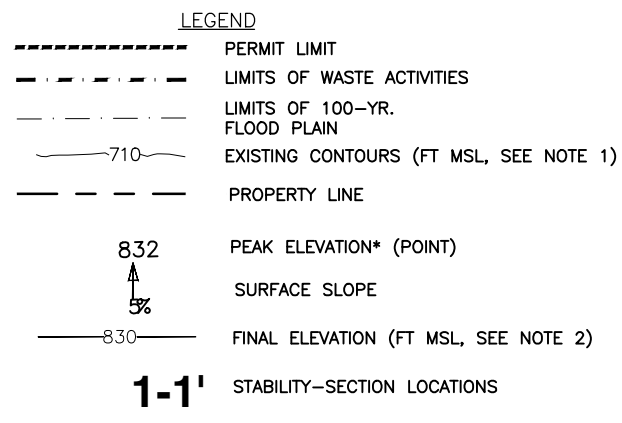 LEGEND
PERMIT LIMIT
LIMITS OF WASTE ACTIVITIES
LIMITS OF 100-YR.
FLOOD PLAIN
710 EXISTING CONTOURS (FT MSL, SEE NOTE 1)
PROPERTY LINE
832 PEAK ELEVATION* (POINT)
5% SURFACE SLOPE
830 FINAL ELEVATION (FT MSL, SEE NOTE 2)
1-1' STABILITY-SECTION LOCATIONS